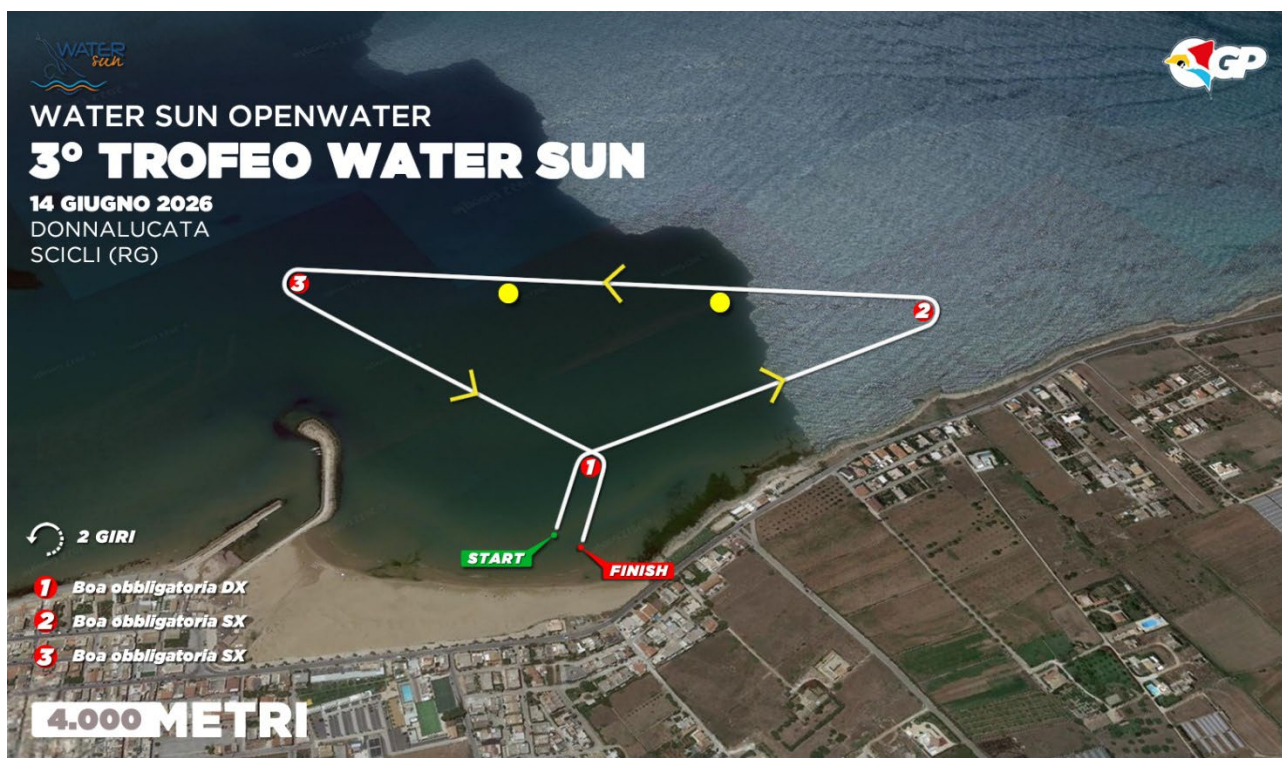 WATER
sun
GP
WATER SUN OPENWATER
3° TROFEO WATER SUN
14 GIUGNO 2026
DONNALUCATA
SCICLI (RG)
3
2
1
START
FINISH
2 GIRI
1 Boa obbligatoria DX
2 Boa obbligatoria SX
3 Boa obbligatoria SX
4.000 METRI